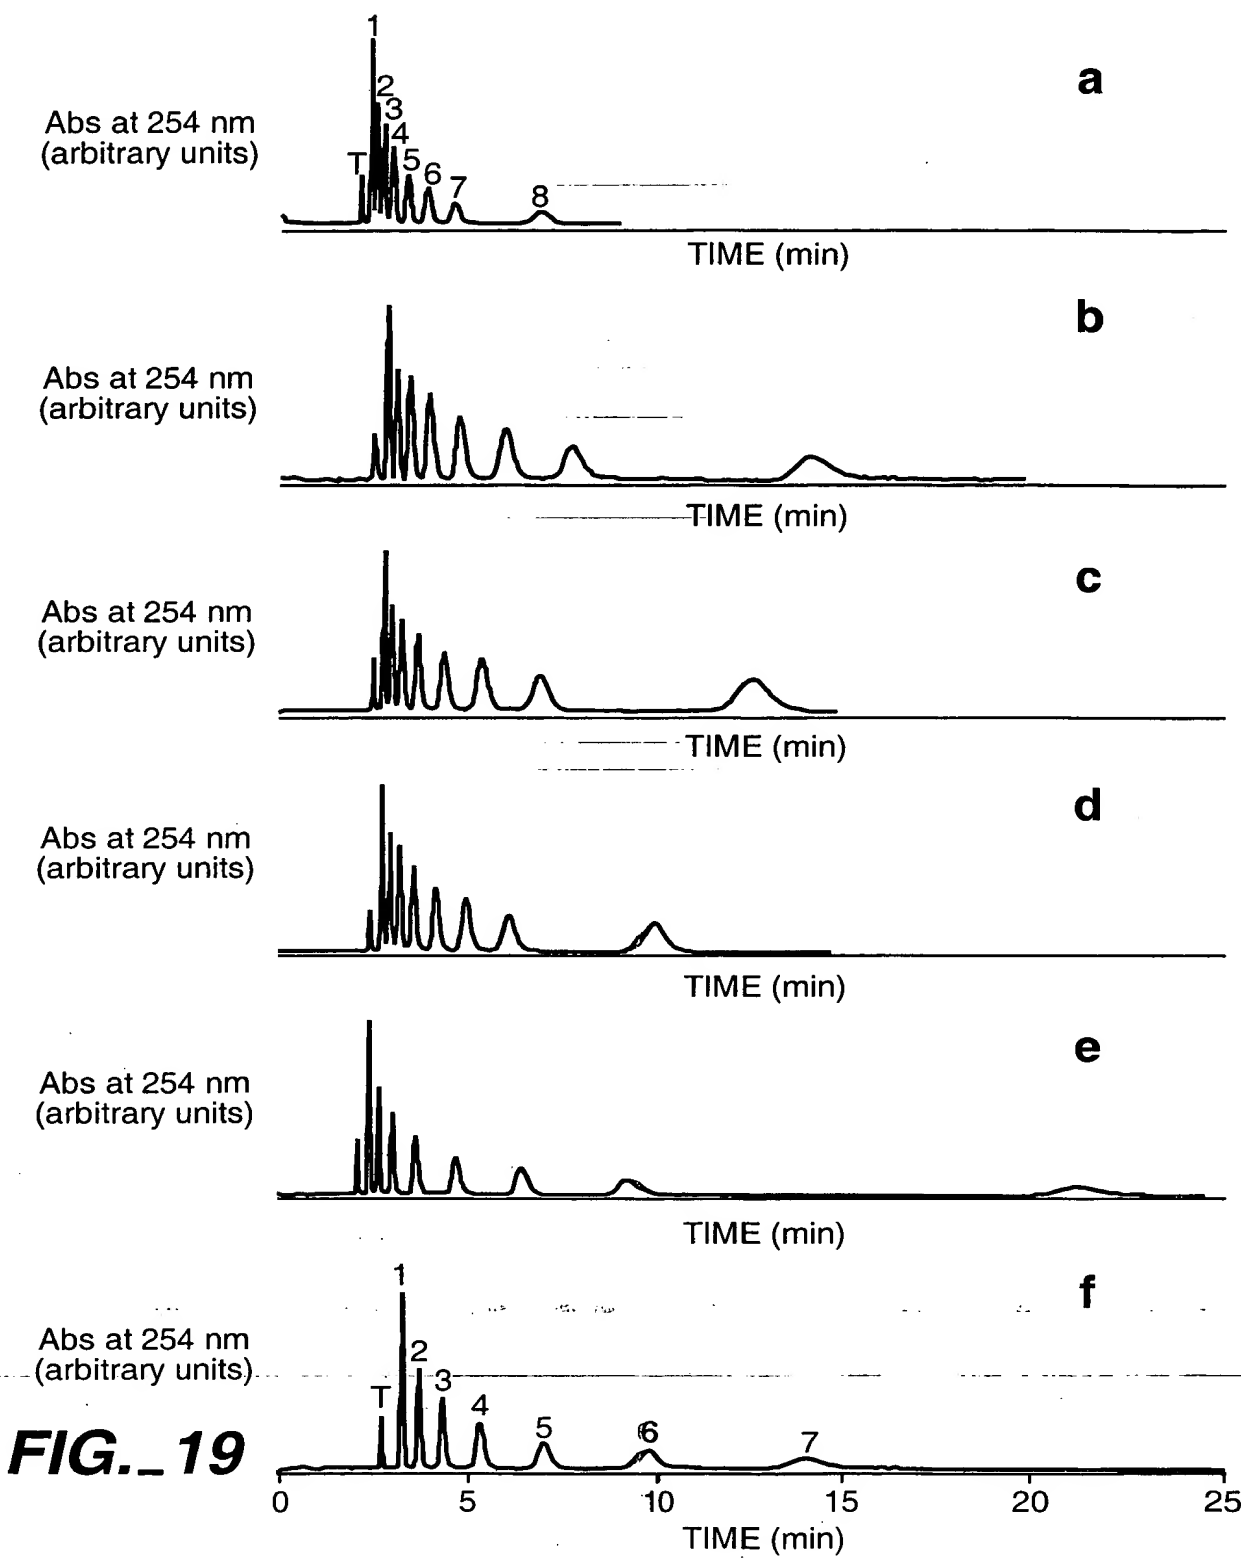 1
2
3
4
T
5
6
7
8
a
Abs at 254 nm
(arbitrary units)
TIME (min)
b
Abs at 254 nm
(arbitrary units)
TIME (min)
c
Abs at 254 nm
(arbitrary units)
TIME (min)
d
Abs at 254 nm
(arbitrary units)
TIME (min)
e
Abs at 254 nm
(arbitrary units)
TIME (min)
f
1
Abs at 254 nm
(arbitrary units)
2
3
T
4
5
6
7
FIG._19
0 5 10 15 20 25
TIME (min)